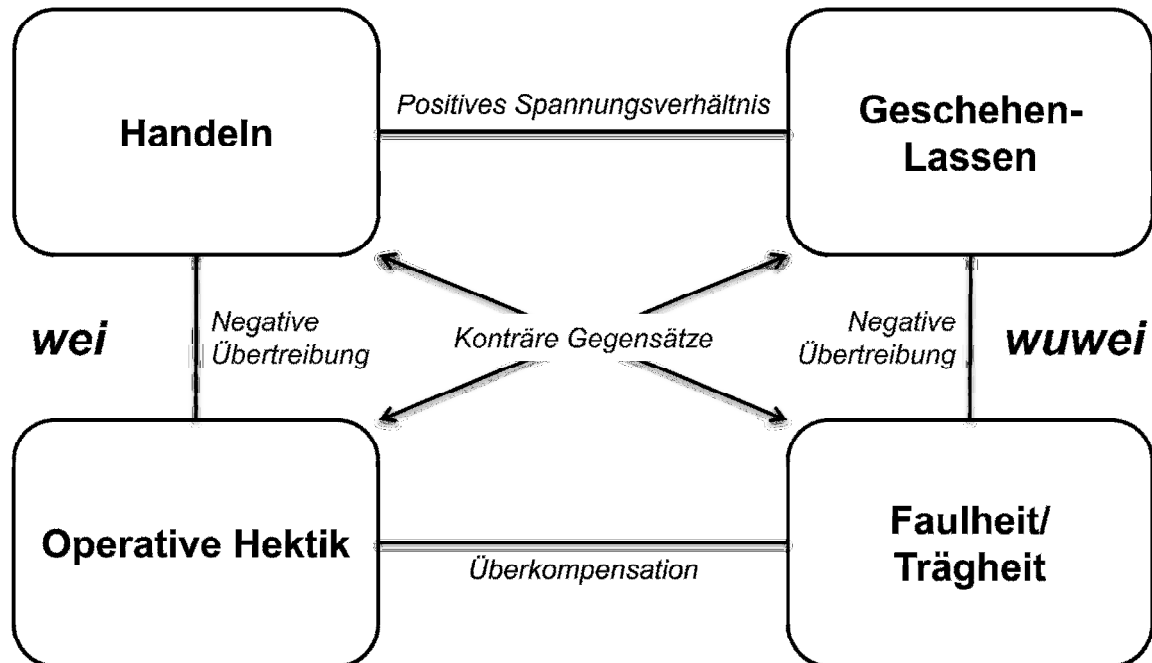 Positives Spannungsverhältnis
Handeln
Geschehen-
Lassen
wei
Negative
Übertreibung
Konträre Gegensätze
Negative
Übertreibung
wuwei
Operative Hektik
Überkompensation
Faulheit/
Trägheit